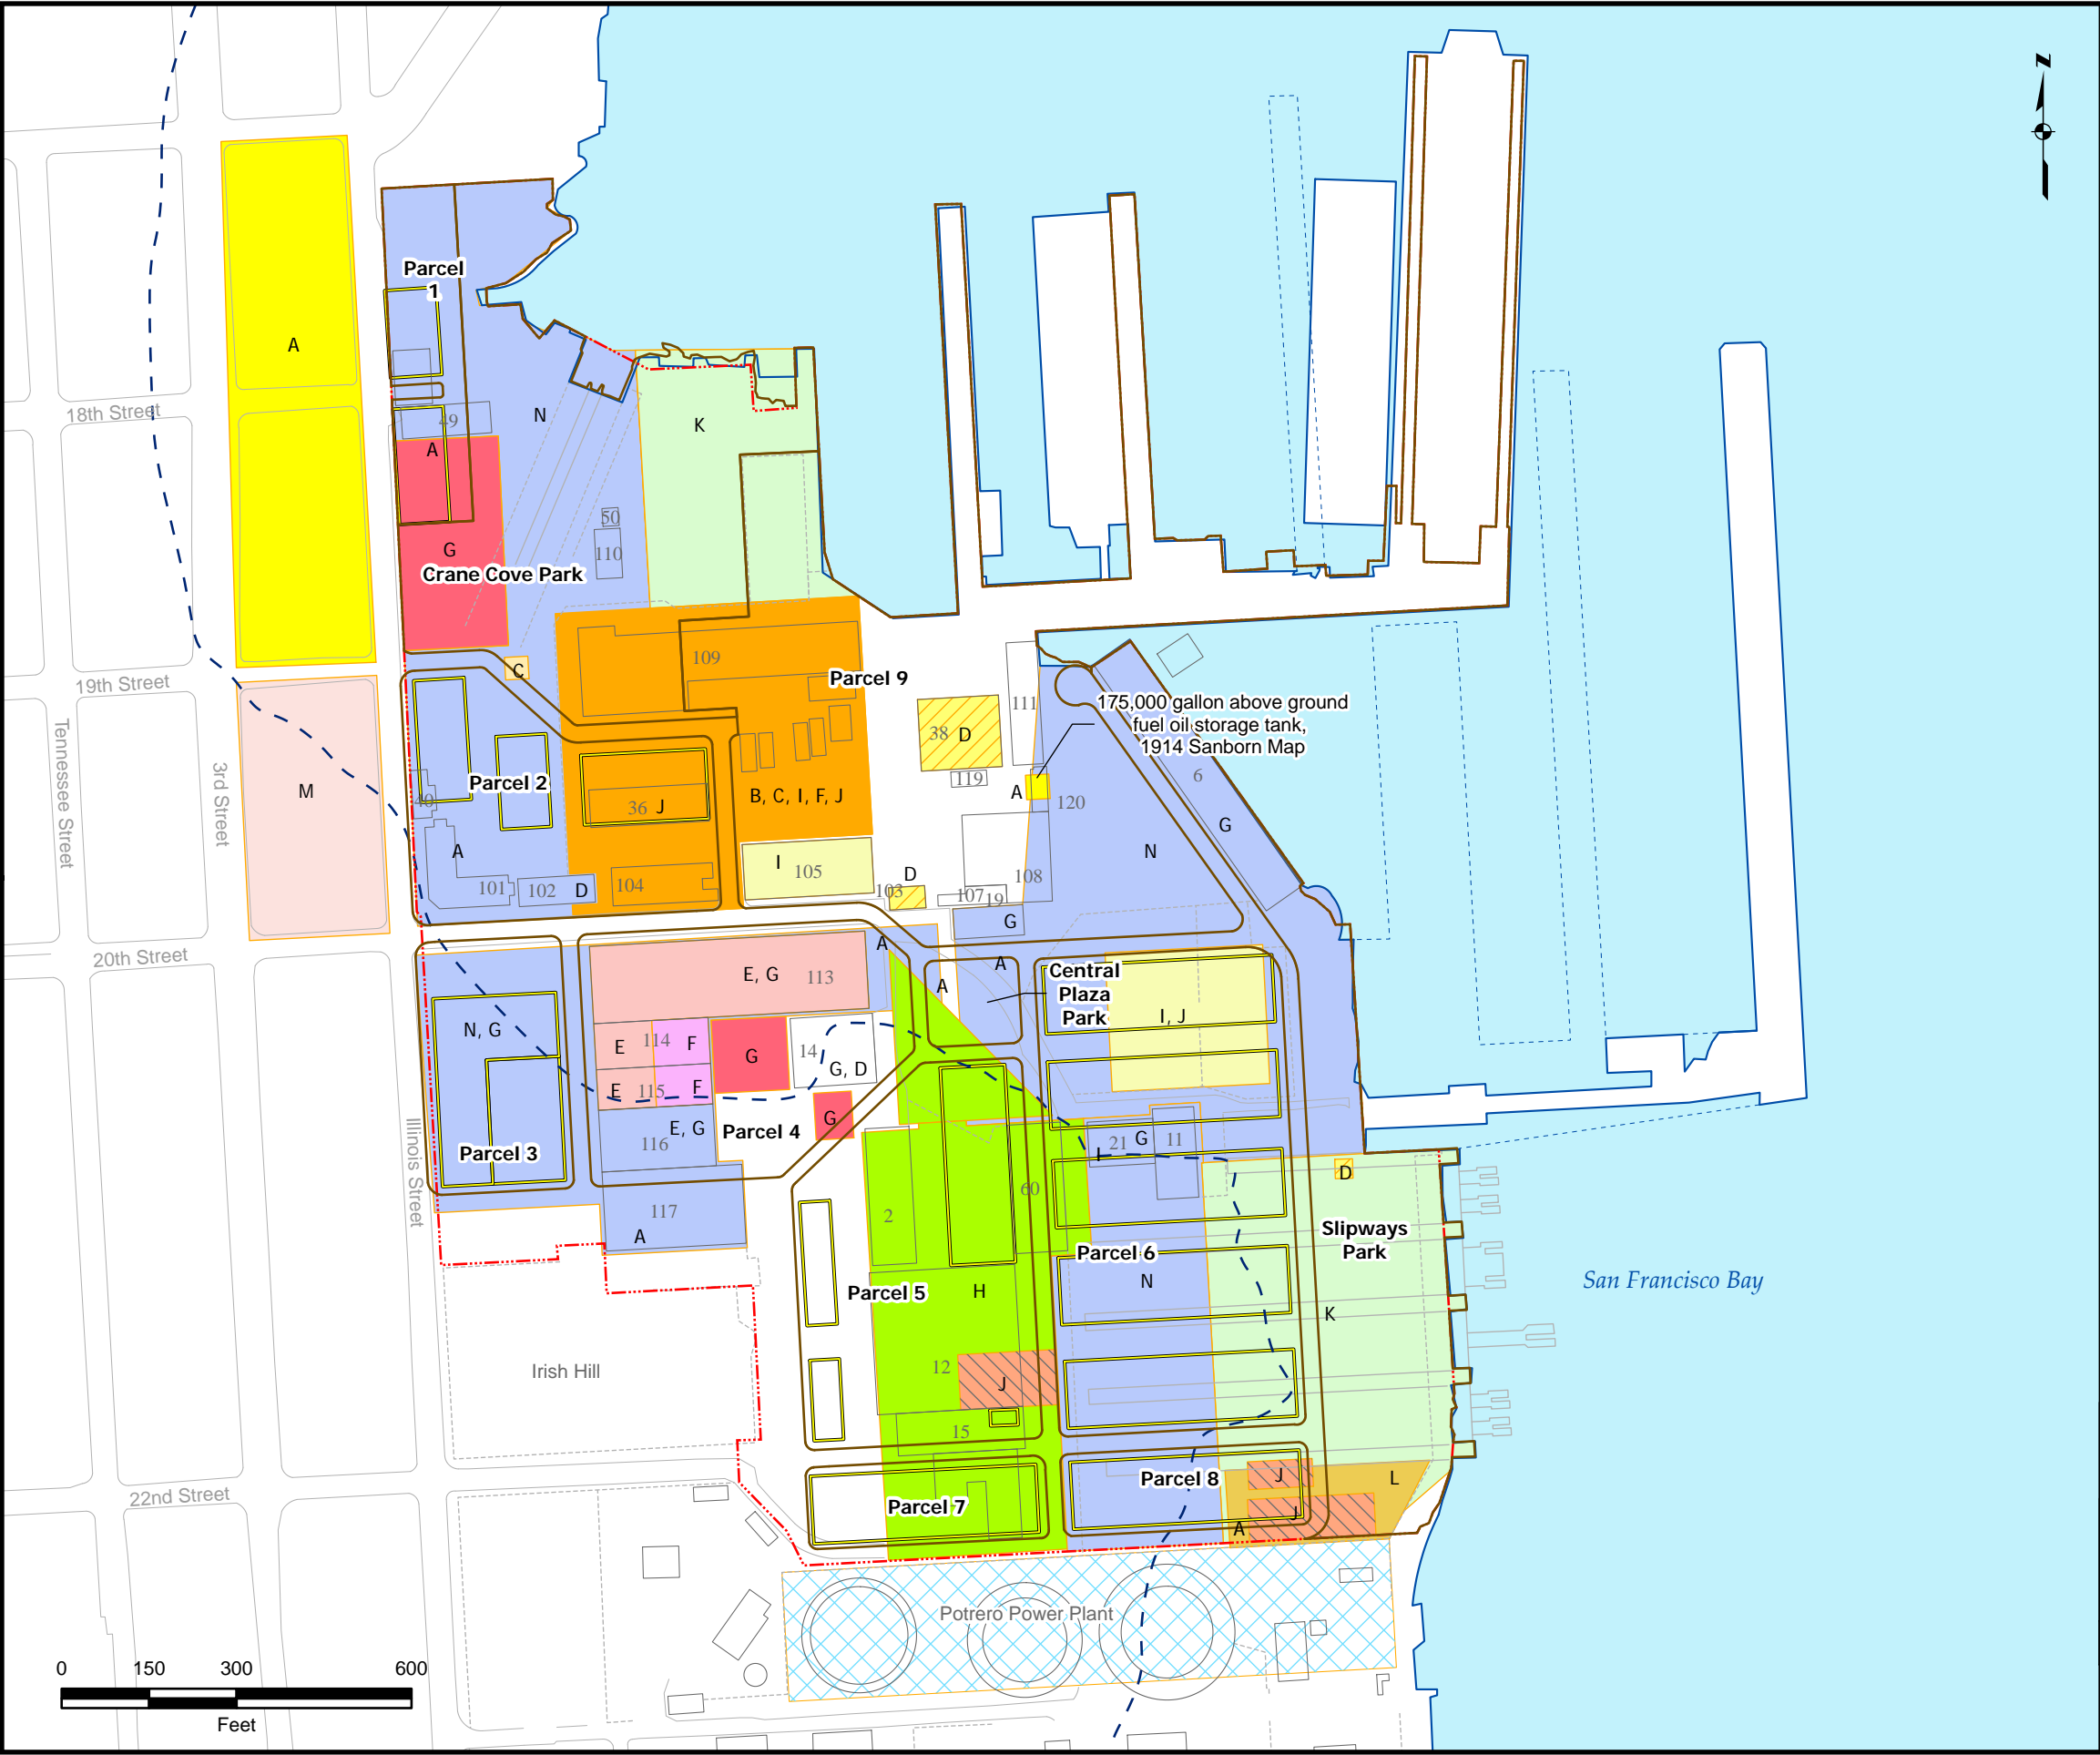 N
Parcel
1
A
18th Street
49
A
N
K
50
110
G
Crane Cove Park
C
109
Parcel 9
111
175,000 gallon above ground
fuel oil storage tank,
1914 Sanborn Map
19th Street
Tennessee Street
3rd Street
M
Parcel 2
40
36 J
B, C, I, F, J
38 D
119
A
120
6
G
N
A
101
102 D
104
I
105
D
103
107
19
108
G
20th Street
A
A
A
Central
Plaza
Park
I, J
E, G 113
N, G
E 114 F
G
14
G, D
E 115 F
G
E, G
116
Parcel 4
Parcel 3
Illinois Street
21 G 11
I
D
117
A
2
60
Slipways
Park
Parcel 6
N
Parcel 5
H
K
San Francisco Bay
Irish Hill
12
J
15
22nd Street
Parcel 7
Parcel 8
J
L
J
A
Potrero Power Plant
0 150 300 600
Feet